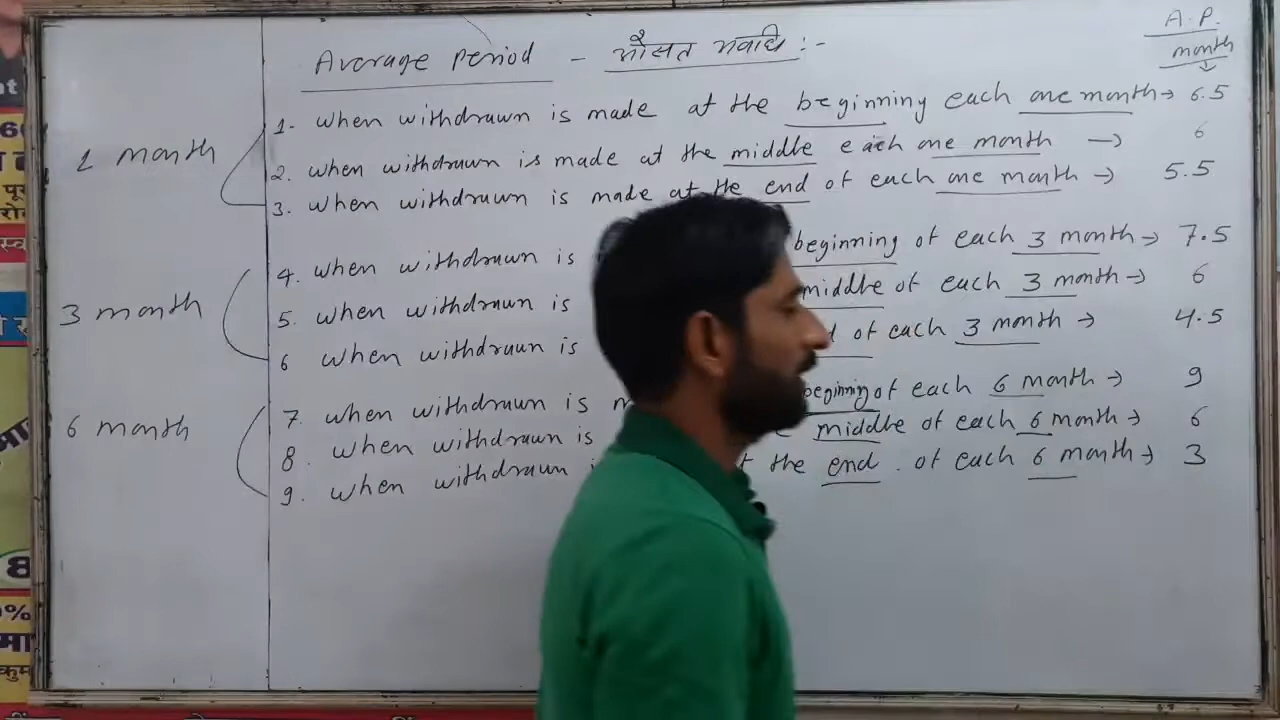 A.P.
month
Average Period - औसत अवधि :-
1 month
1. When withdrawn is made at the beginning each one month → 6.5
2. When withdrawn is made at the middle each one month → 6
3. When withdrawn is made at the end of each one month → 5.5
3 month
4. When withdrawn is beginning of each 3 month → 7.5
5. When withdrawn is middle of each 3 month → 6
6 When withdrawn is of each 3 month → 4.5
6 month
7. When withdrawn is beginning of each 6 month → 9
8. When withdrawn is middle of each 6 month → 6
9. When withdrawn the end . of each 6 month → 3